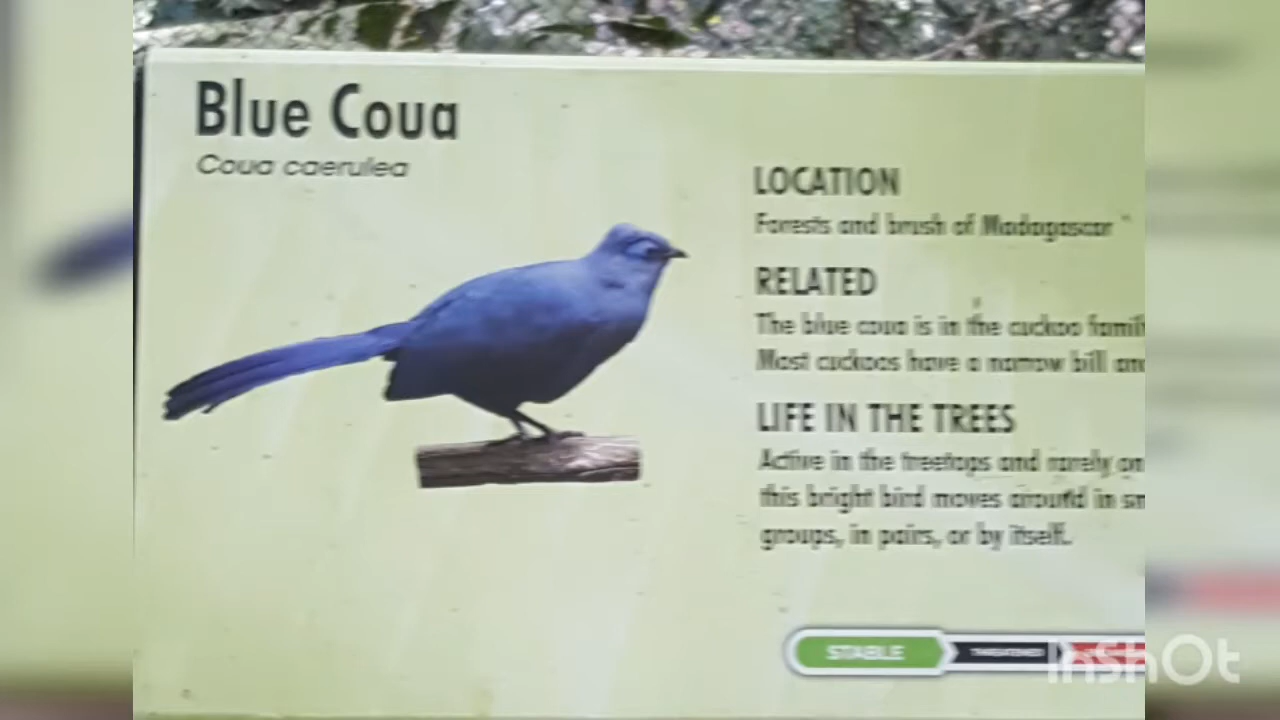 Blue Coua
Coua caerulea
LOCATION
Forests and brush of Madagascar
RELATED
The blue coua is in the cuckoo
Most cuckoos have a narrow bill
LIFE IN THE TREES
Active in the treetops and rarely on
this bright bird moves around in
groups, in pairs, or by itself.
STABLE
THREATENED
InShOt